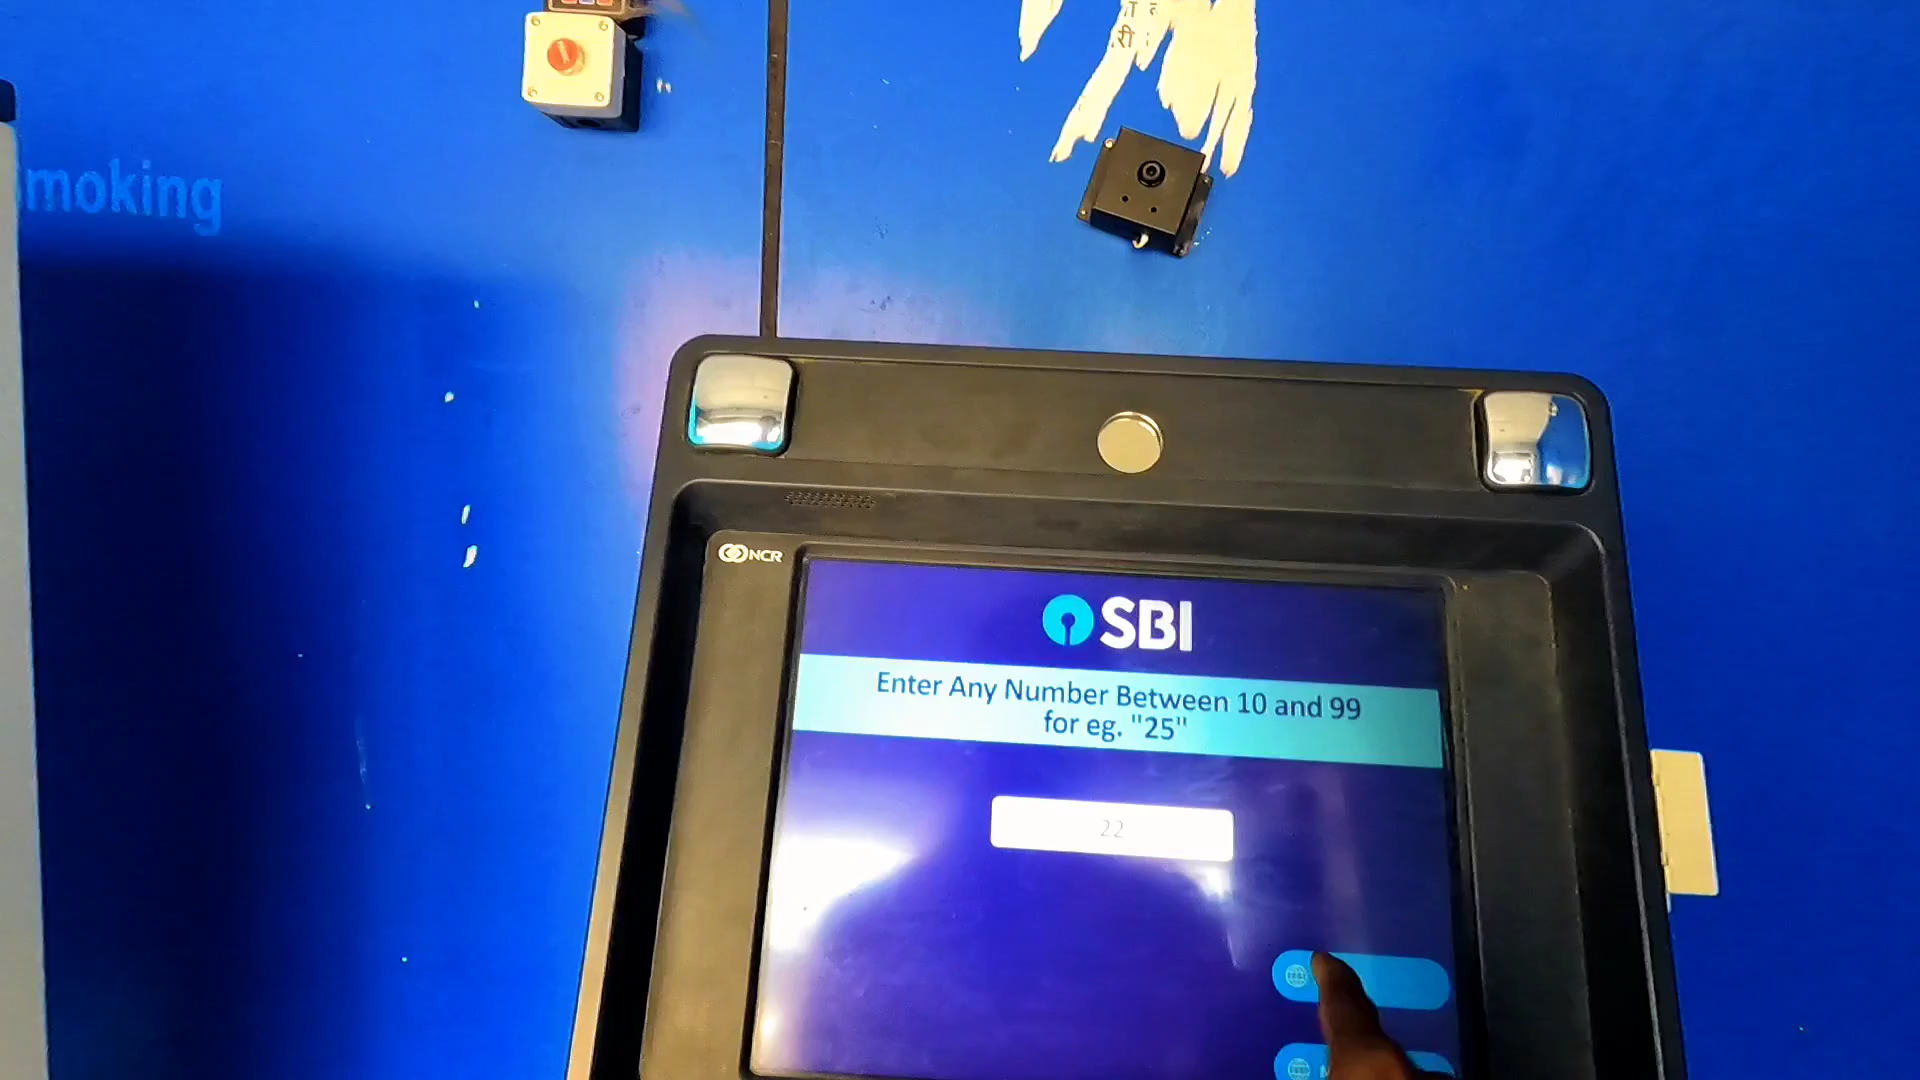 री
moking
NCR
SBI
Enter Any Number Between 10 and 99
for eg. "25"
22